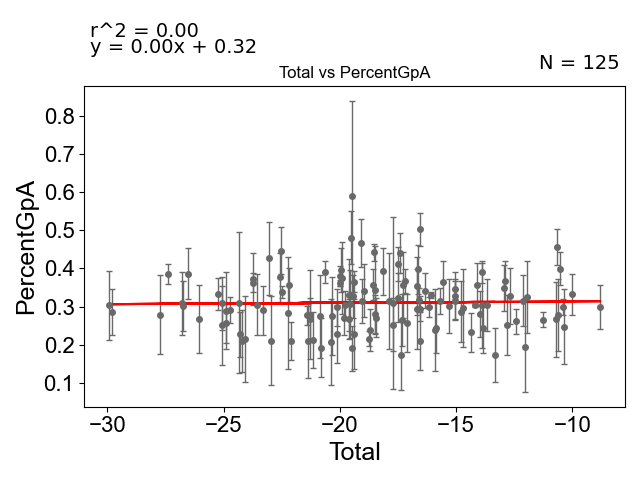 r^2 = 0.00
y = 0.00x + 0.32
N = 125
Total vs PercentGpA
PercentGpA
0.8
0.7
0.6
0.5
0.4
0.3
0.2
0.1
−30
−25
−20
−15
−10
Total